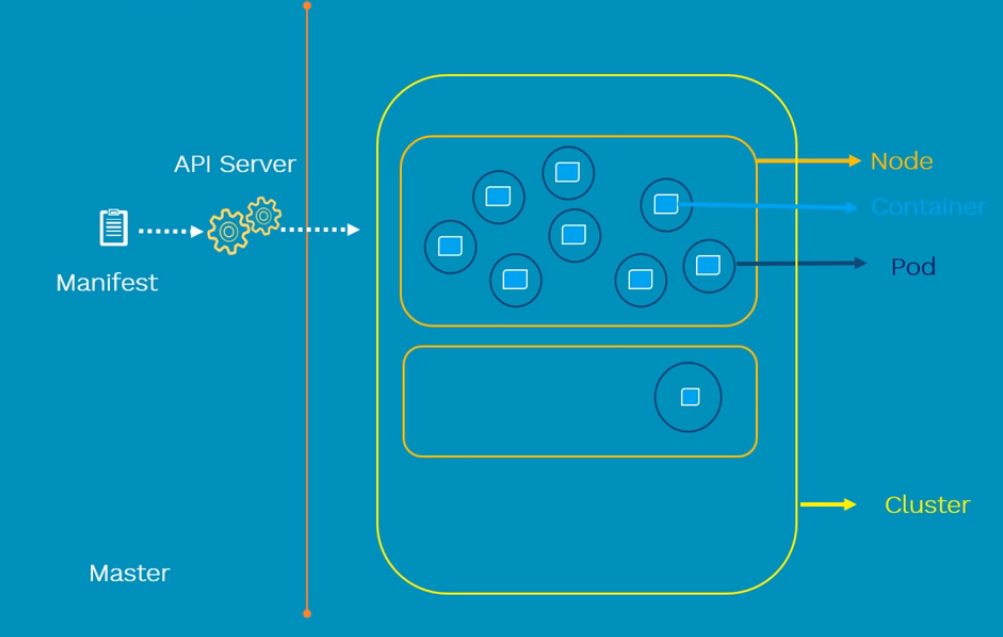 API Server
Manifest
Master
Node
Container
Pod
Cluster